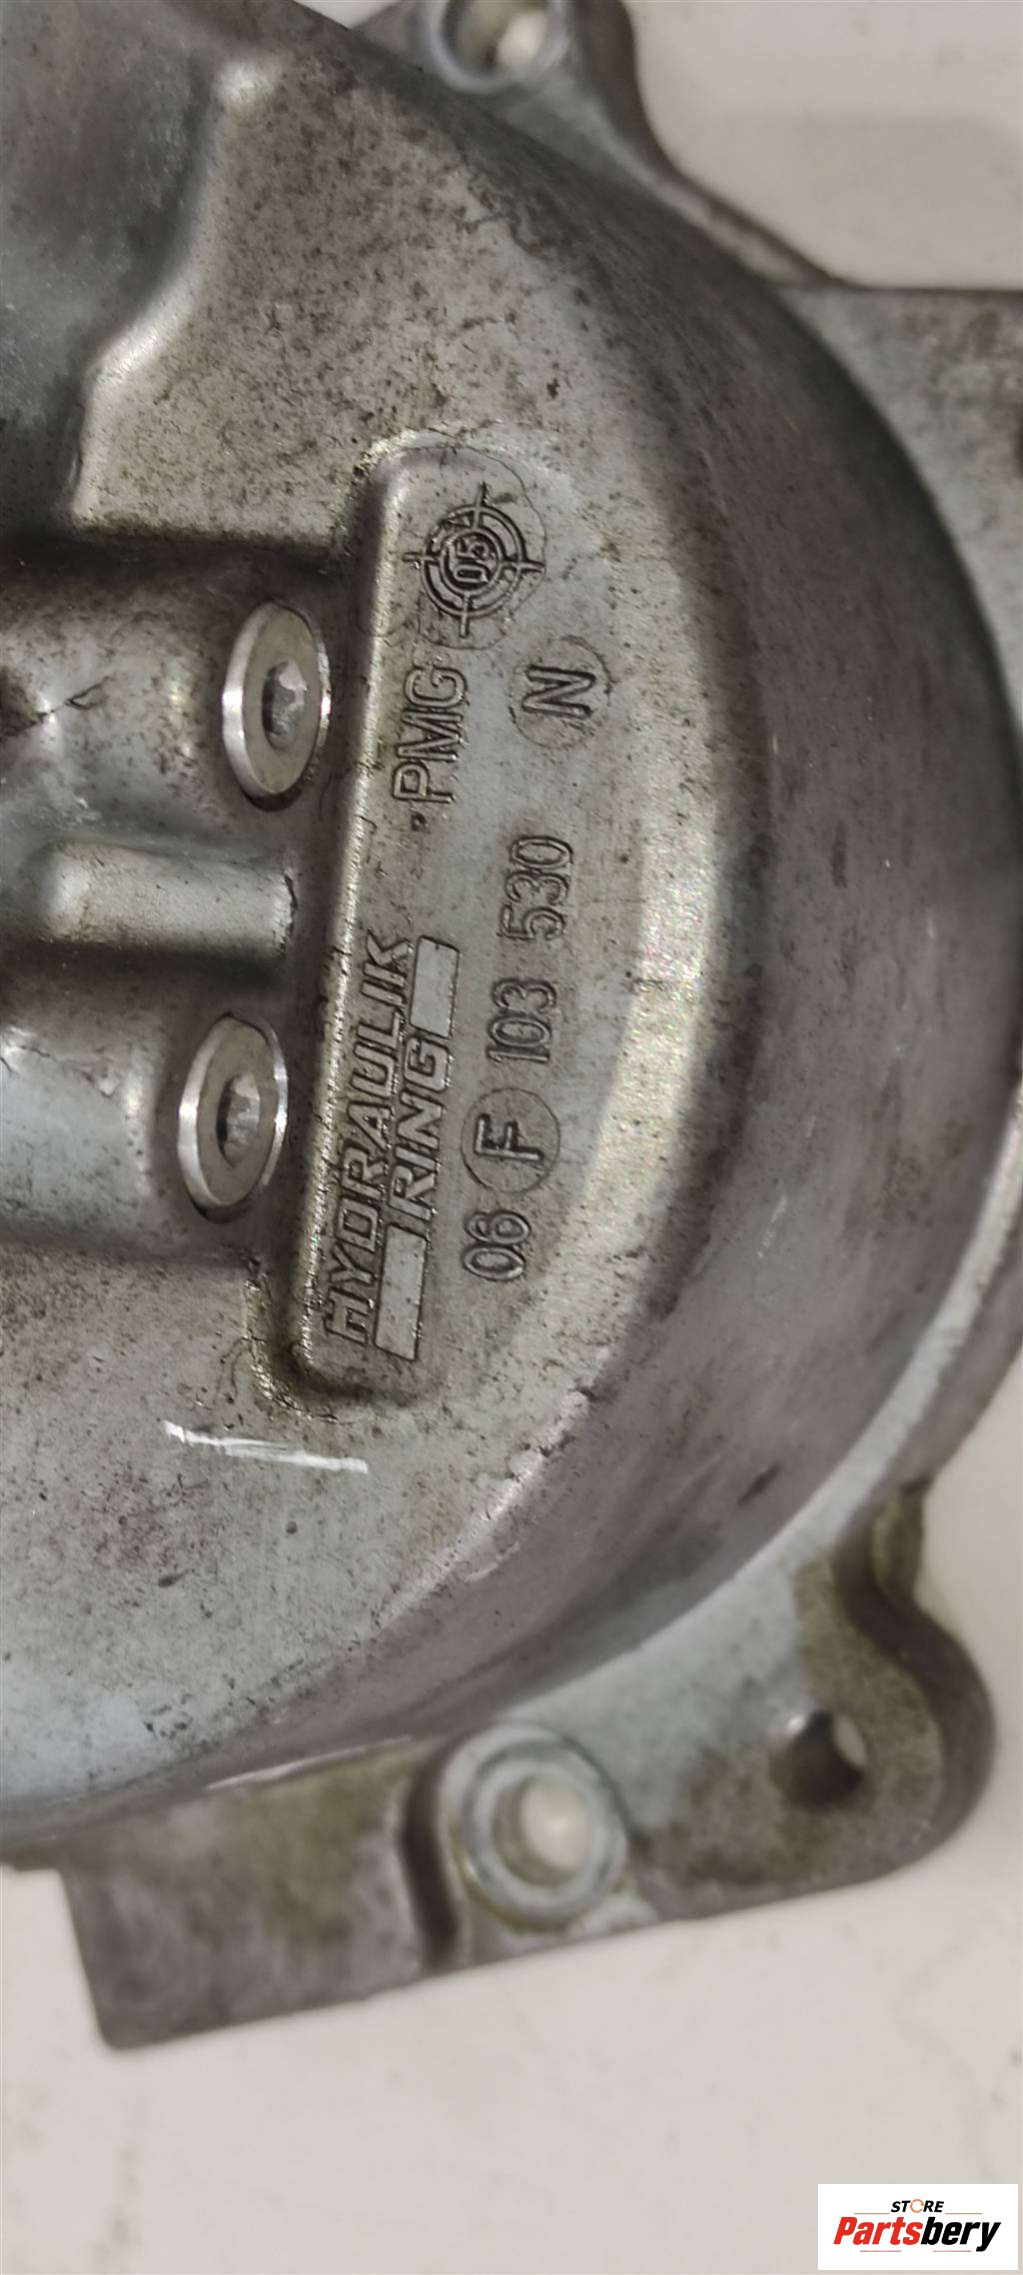 HYDRAULIK .PMG 05
RING
06 F 103 530 N
STORE
Partsbery